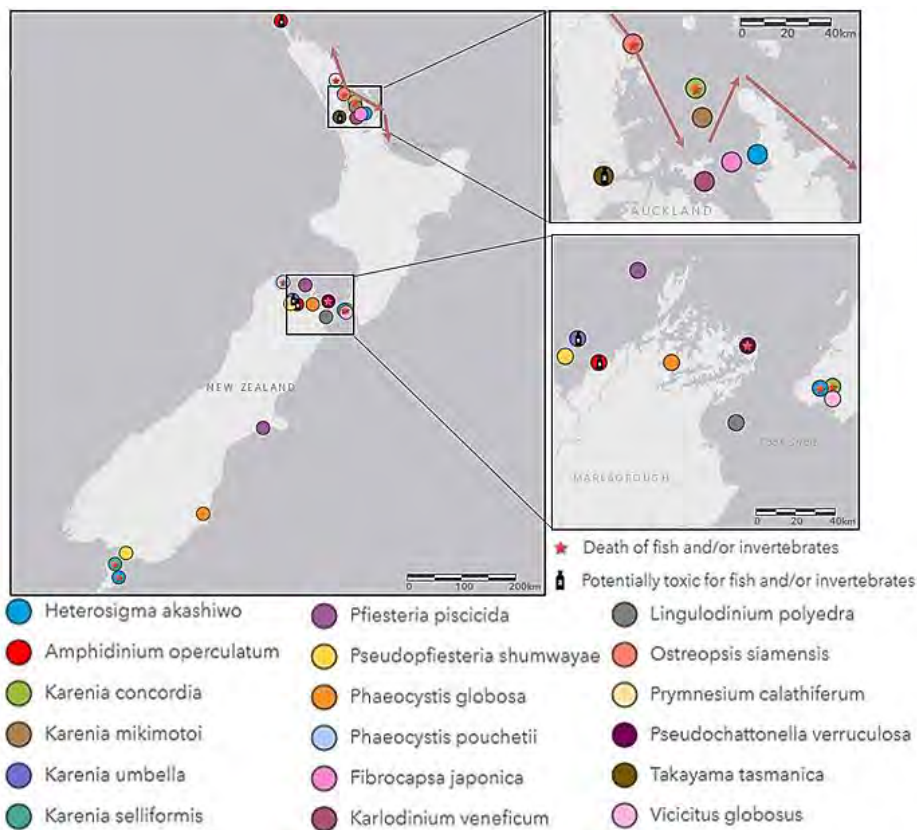 0 20 40km
AUCKLAND
NEW ZEALAND
MARLBOROUGH
0 20 40km
0 100 200km
Death of fish and/or invertebrates
Potentially toxic for fish and/or invertebrates
Heterosigma akashiwo
Amphidinium operculatum
Karenia concordia
Karenia mikimotoi
Karenia umbella
Karenia selliformis
Pfiesteria piscicida
Pseudopfiesteria shumwayae
Phaeocystis globosa
Phaeocystis pouchetii
Fibrocapsa japonica
Karlodinium veneficum
Lingulodinium polyedra
Ostreopsis siamensis
Prymnesium calathiferum
Pseudochattonella verruculosa
Takayama tasmanica
Vicicitus globosus